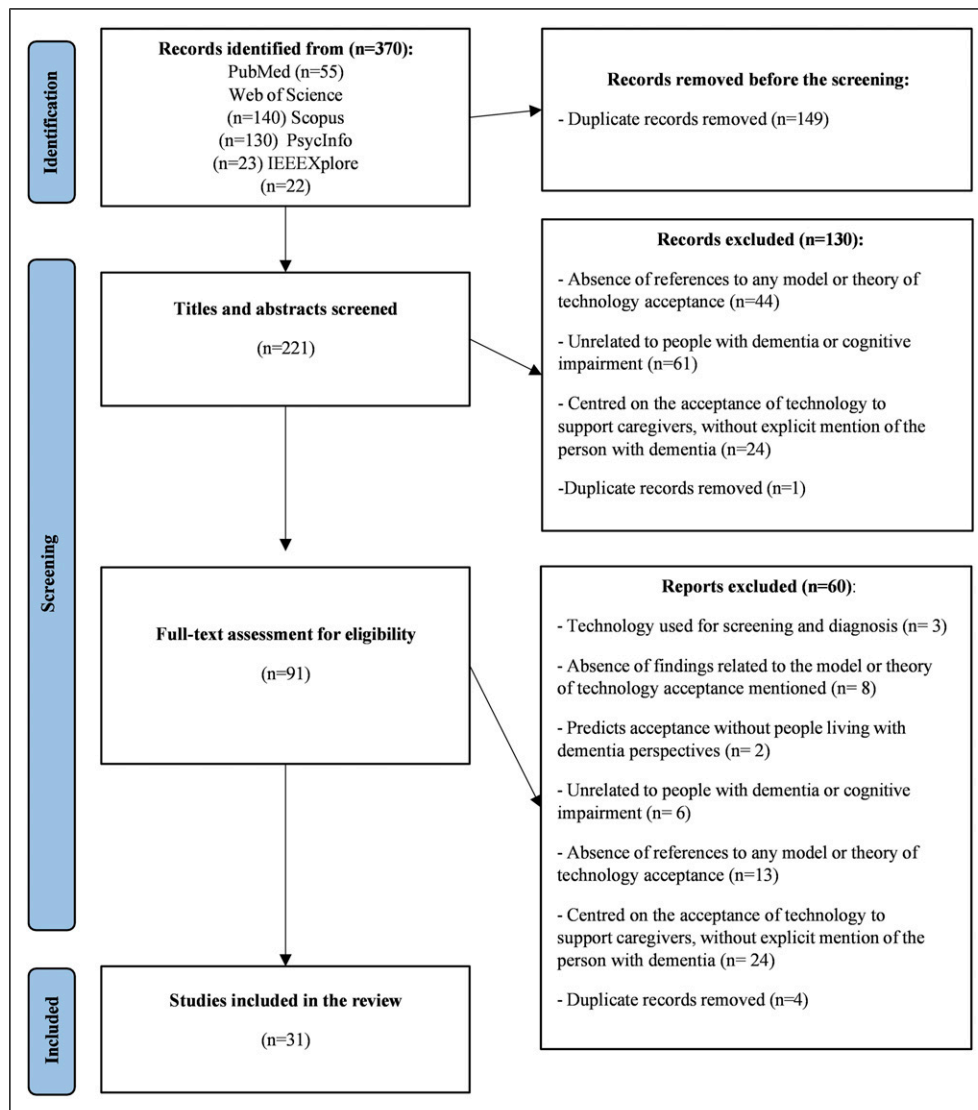 Identification
Records identified from (n=370):
PubMed (n=55)
Web of Science
(n=140) Scopus
(n=130) PsycInfo
(n=23) IEEEXplore
(n=22)
Records removed before the screening:
- Duplicate records removed (n=149)
Screening
Titles and abstracts screened
(n=221)
Records excluded (n=130):
- Absence of references to any model or theory of
technology acceptance (n=44)
- Unrelated to people with dementia or cognitive
impairment (n=61)
- Centred on the acceptance of technology to
support caregivers, without explicit mention of the
person with dementia (n=24)
-Duplicate records removed (n=1)
Full-text assessment for eligibility
(n=91)
Reports excluded (n=60):
- Technology used for screening and diagnosis (n= 3)
- Absence of findings related to the model or theory
of technology acceptance mentioned (n= 8)
- Predicts acceptance without people living with
dementia perspectives (n= 2)
- Unrelated to people with dementia or cognitive
impairment (n= 6)
- Absence of references to any model or theory of
technology acceptance (n=13)
- Centred on the acceptance of technology to
support caregivers, without explicit mention of the
person with dementia (n= 24)
- Duplicate records removed (n=4)
Included
Studies included in the review
(n=31)